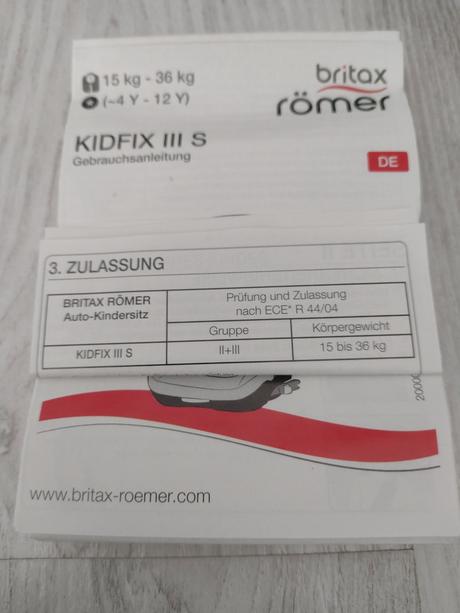 15 kg - 36 kg
(~4 Y - 12 Y)
britax
römer
KIDFIX III S
Gebrauchsanleitung
DE
3. ZULASSUNG
BRITAX RÖMER
Auto-Kindersitz
Prüfung und Zulassung
nach ECE* R 44/04
Gruppe
Körpergewicht
KIDFIX III S
II+III
15 bis 36 kg
www.britax-roemer.com